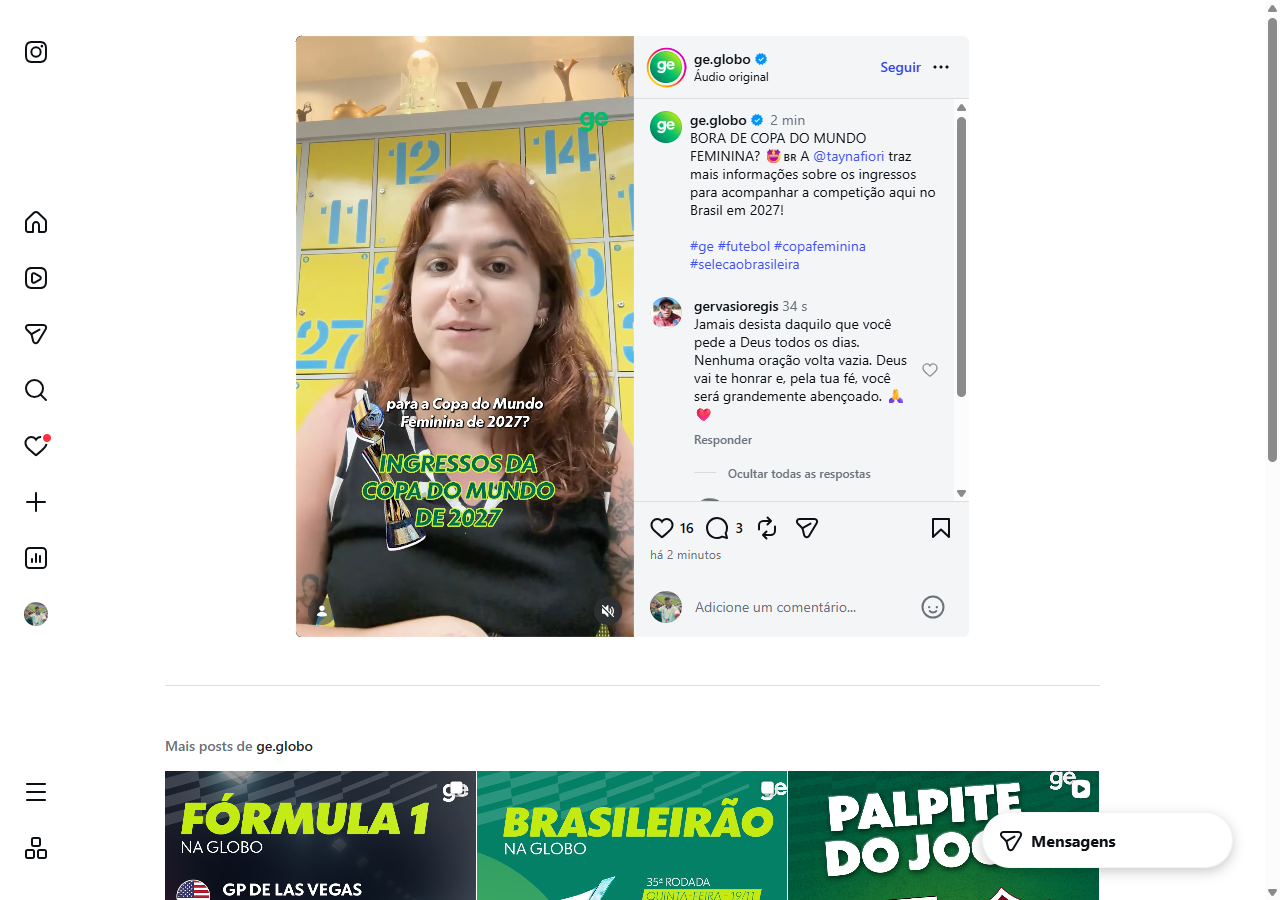 ge.globo
Áudio original
Seguir
ge
ge.globo 2 min
BORA DE COPA DO MUNDO
FEMININA? 🤩🇧🇷 A @taynafiori traz
mais informações sobre os ingressos
para acompanhar a competição aqui no
Brasil em 2027!
#ge #futebol #copafeminina
#selecaobrasileira
gervasioregis 34 s
Jamais desista daquilo que você
pede a Deus todos os dias.
Nenhuma oração volta vazia. Deus
vai te honrar e, pela tua fé, você
será grandemente abençoado. 🙏
❤️
Responder
Ocultar todas as respostas
16
3
há 2 minutos
Adicione um comentário...
ge
12
14
11
27
para a Copa do Mundo
Feminina de 2027?
INGRESSOS DA
COPA DO MUNDO
DE 2027
Mais posts de ge.globo
ge
FÓRMULA 1
NA GLOBO
GP DE LAS VEGAS
ge
BRASILEIRÃO
NA GLOBO
35ª RODADA
QUINTA-FEIRA - 19/11
ge
PALPITE
DO JO
Mensagens